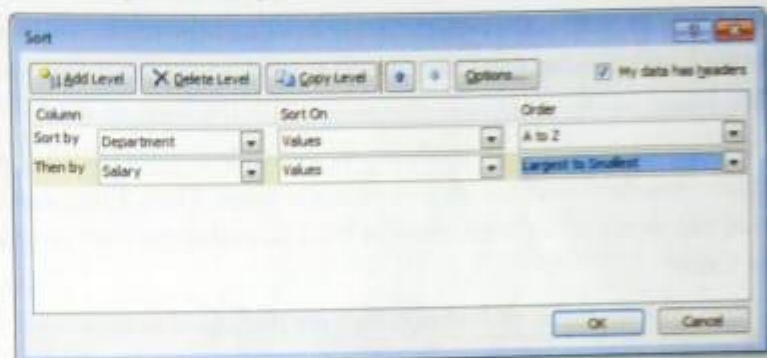 Sort
Add Level Delete Level Copy Level Options... My data has headers
Column Sort On Order
Sort by Department Values A to Z
Then by Salary Values Largest to Smallest
OK Cancel